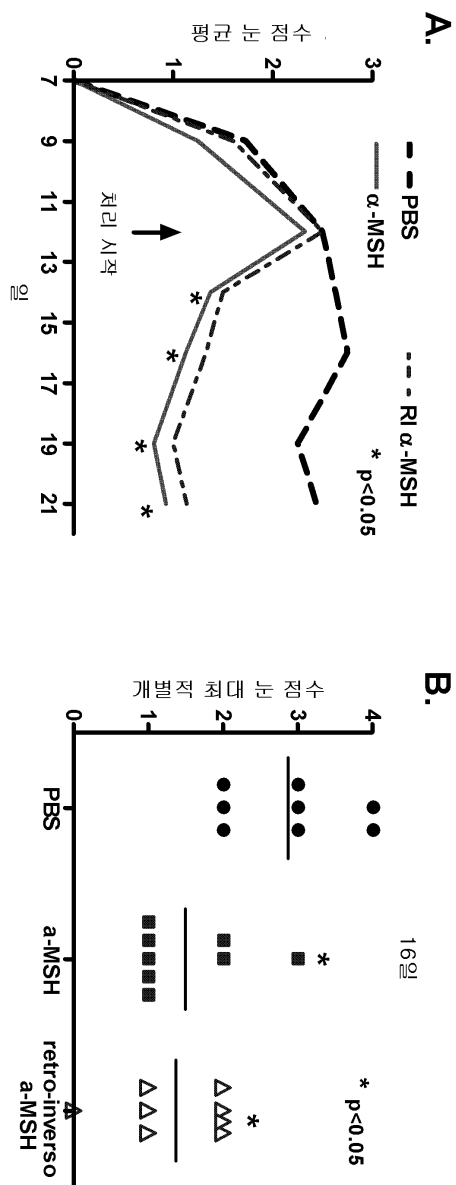 A.
평균 눈 점수
3
2
1
0
7
9
11
13
15
17
19
21
일
PBS
α-MSH
RI α-MSH
* p<0.05
처리 시작
*
*
*
*
B.
개별적 최대 눈 점수
16일
4
3
2
1
0
* p<0.05
*
*
PBS
a-MSH
retro-inverso
a-MSH